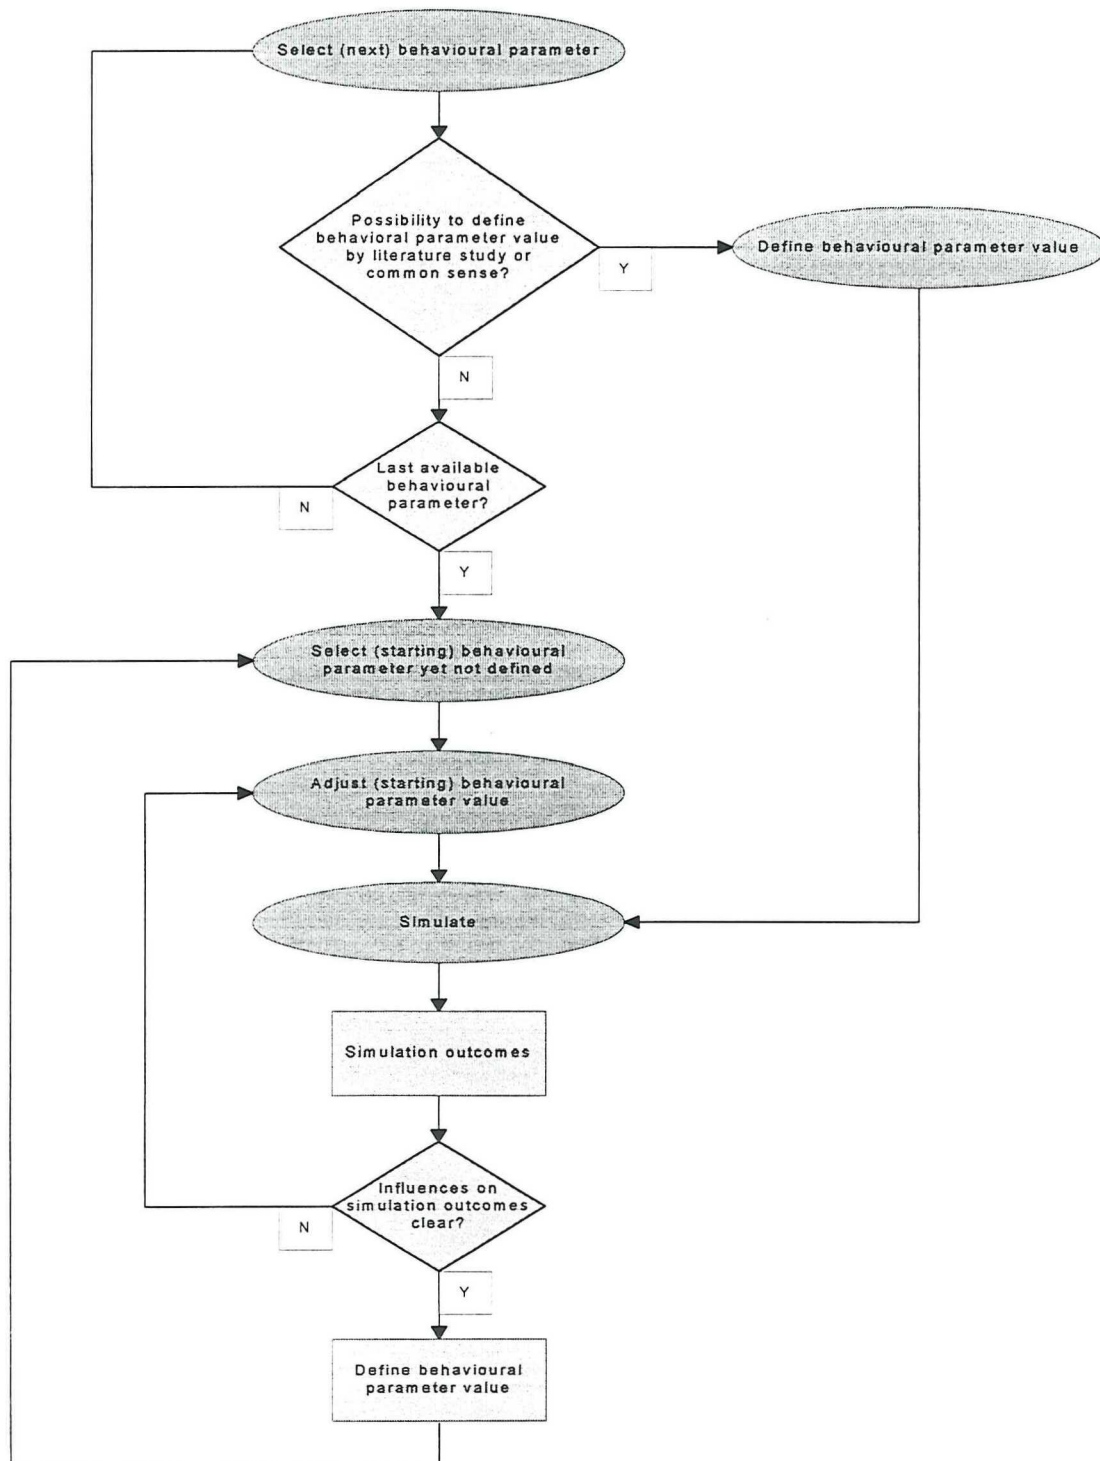 Select (next) behavioural parameter
Possibility to define
behavioral parameter value
by literature study or
common sense?
Y
Define behavioural parameter value
N
Last available
behavioural
parameter?
N
Y
Select (starting) behavioural
parameter yet not defined
Adjust (starting) behavioural
parameter value
Simulate
Simulation outcomes
Influences on
simulation outcomes
clear?
N
Y
Define behavioural
parameter value